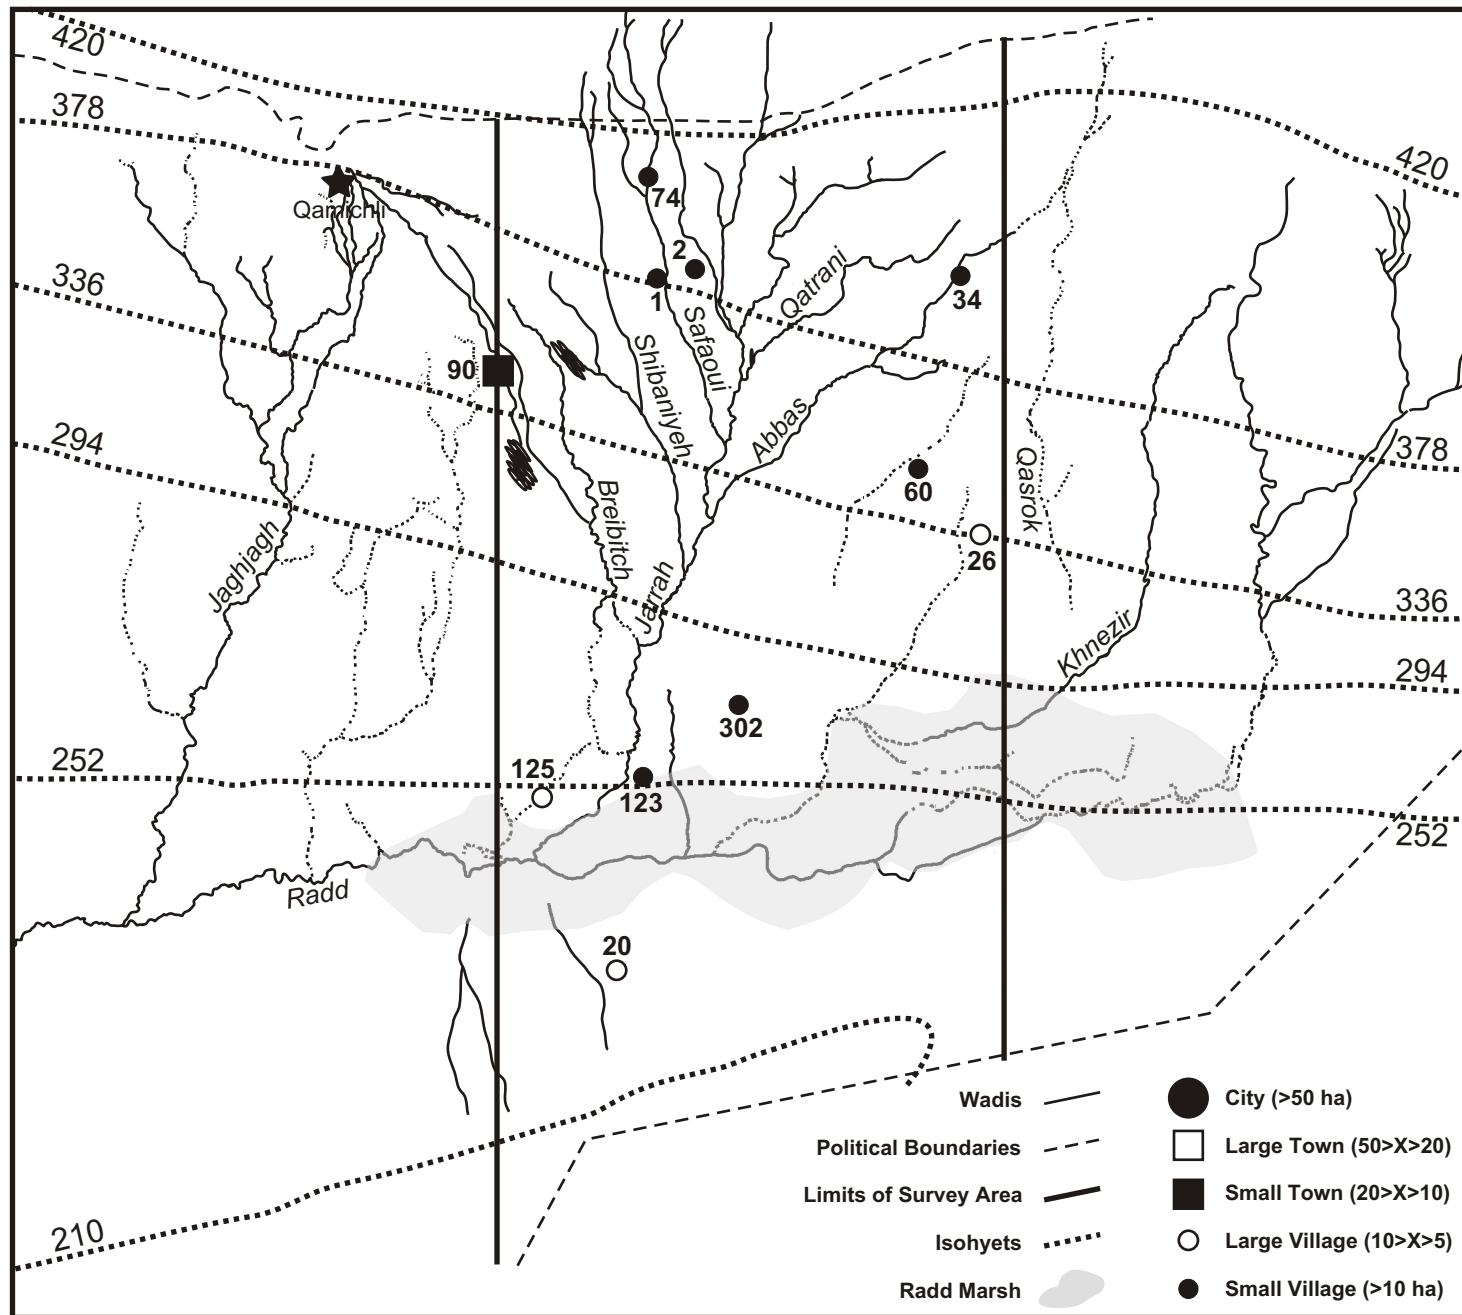 420
378
336
294
252
210
420
378
336
294
252
Qamichli
74
2
1
34
90
60
26
302
125
123
20
Jaghjagh
Breibitch
Shibaniyeh
Safaoui
Qatrani
Abbas
Jarrah
Qasrok
Khnezir
Radd
Wadis
Political Boundaries
Limits of Survey Area
Isohyets
Radd Marsh
City (>50 ha)
Large Town (50>X>20)
Small Town (20>X>10)
Large Village (10>X>5)
Small Village (>10 ha)